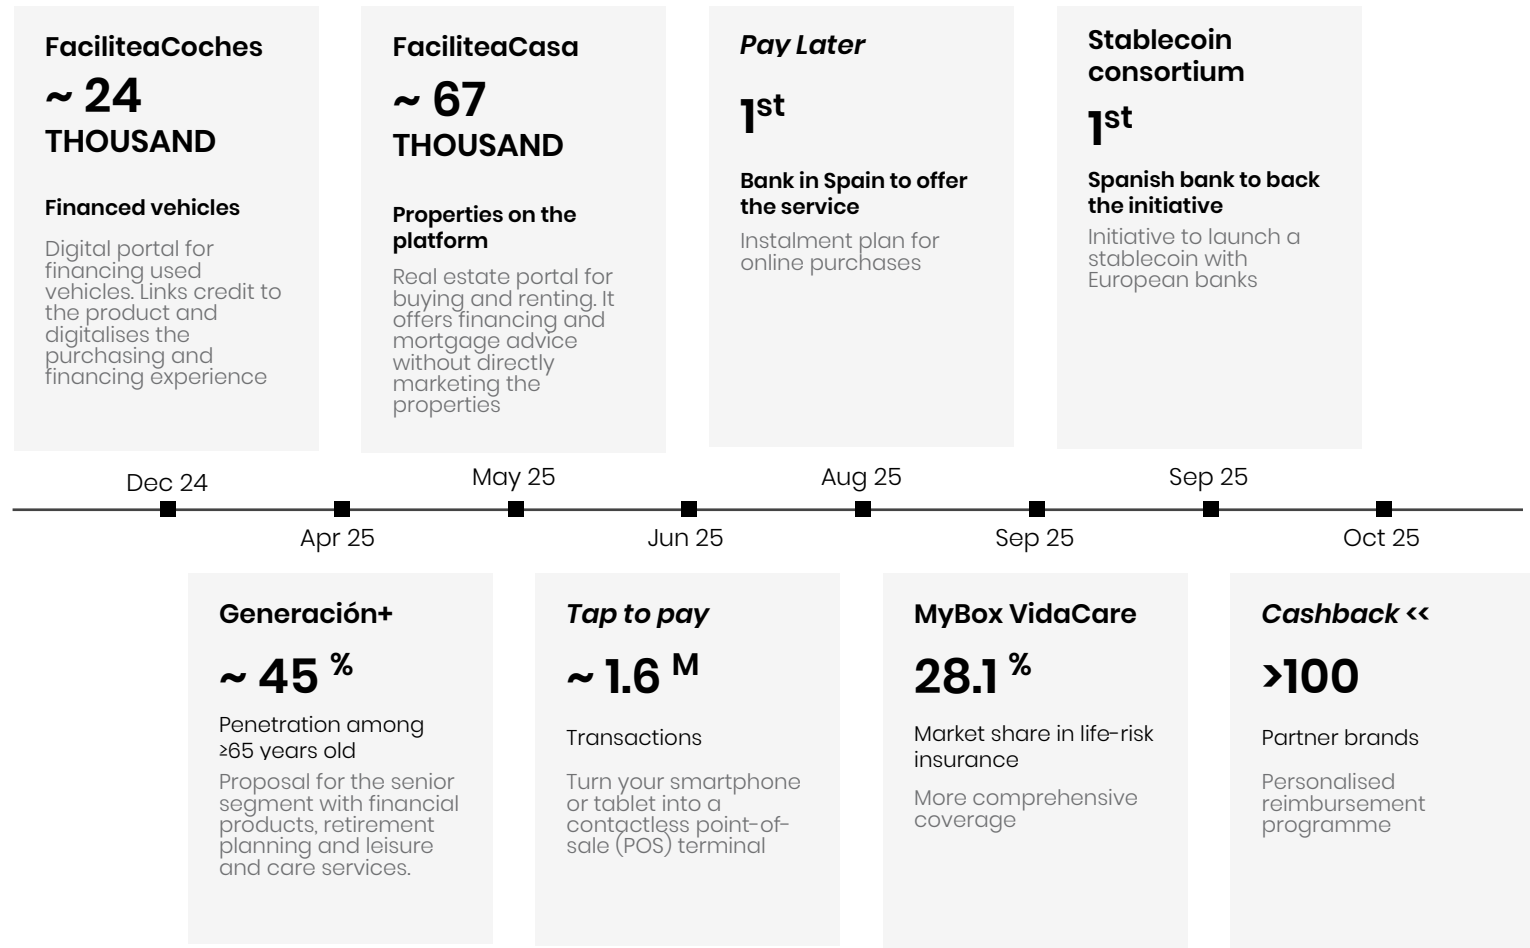 FaciliteaCoches
~ 24
THOUSAND
Financed vehicles
Digital portal for
financing used
vehicles. Links credit to
the product and
digitalises the
purchasing and
financing experience
FaciliteaCasa
~ 67
THOUSAND
Properties on the
platform
Real estate portal for
buying and renting. It
offers financing and
mortgage advice
without directly
marketing the
properties
Pay Later
1st
Bank in Spain to offer
the service
Instalment plan for
online purchases
Stablecoin
consortium
1st
Spanish bank to back
the initiative
Initiative to launch a
stablecoin with
European banks
Dec 24
May 25
Aug 25
Sep 25
Apr 25
Jun 25
Sep 25
Oct 25
Generación+
~ 45 %
Penetration among
≥65 years old
Proposal for the senior
segment with financial
products, retirement
planning and leisure
and care services.
Tap to pay
~ 1.6 M
Transactions
Turn your smartphone
or tablet into a
contactless point-of-
sale (POS) terminal
MyBox VidaCare
28.1 %
Market share in life-risk
insurance
More comprehensive
coverage
Cashback <<
>100
Partner brands
Personalised
reimbursement
programme